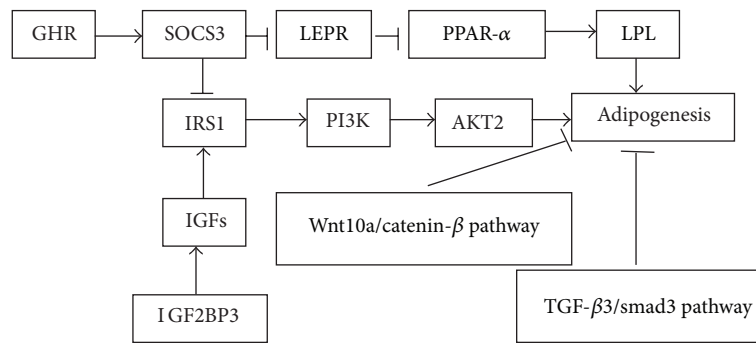 GHR
SOCS3
LEPR
PPAR-α
LPL
IRS1
PI3K
AKT2
Adipogenesis
IGFs
Wnt10a/catenin-β pathway
IGF2BP3
TGF-β3/smad3 pathway